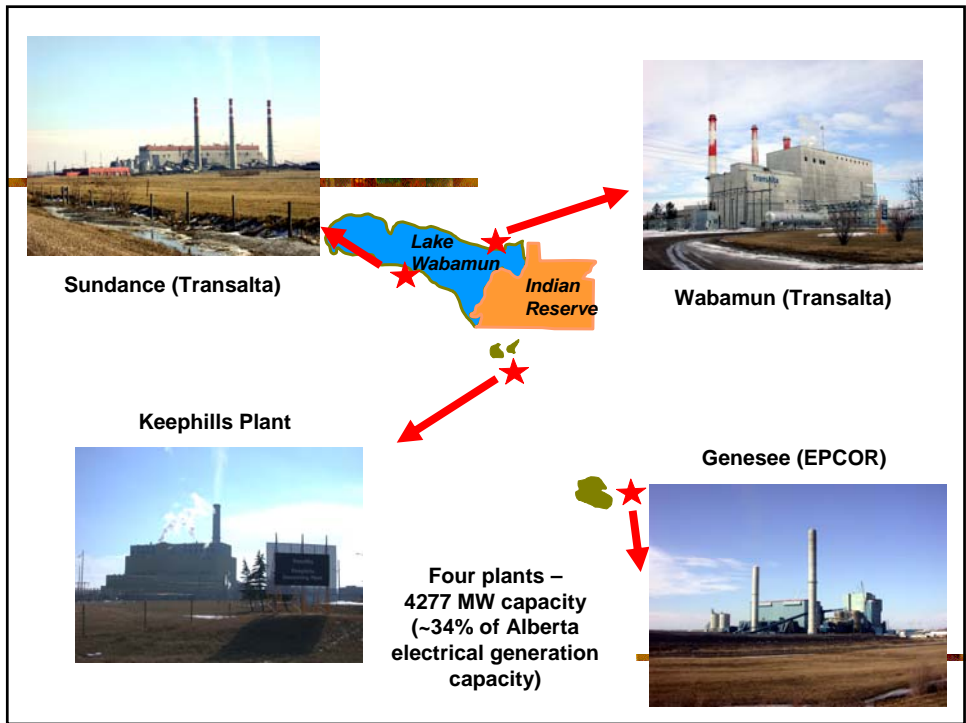 Sundance (Transalta)
Lake
Wabamun
Indian
Reserve
TransAlta
Wabamun (Transalta)
Keephills Plant
Genesee (EPCOR)
Four plants –
4277 MW capacity
(~34% of Alberta
electrical generation
capacity)